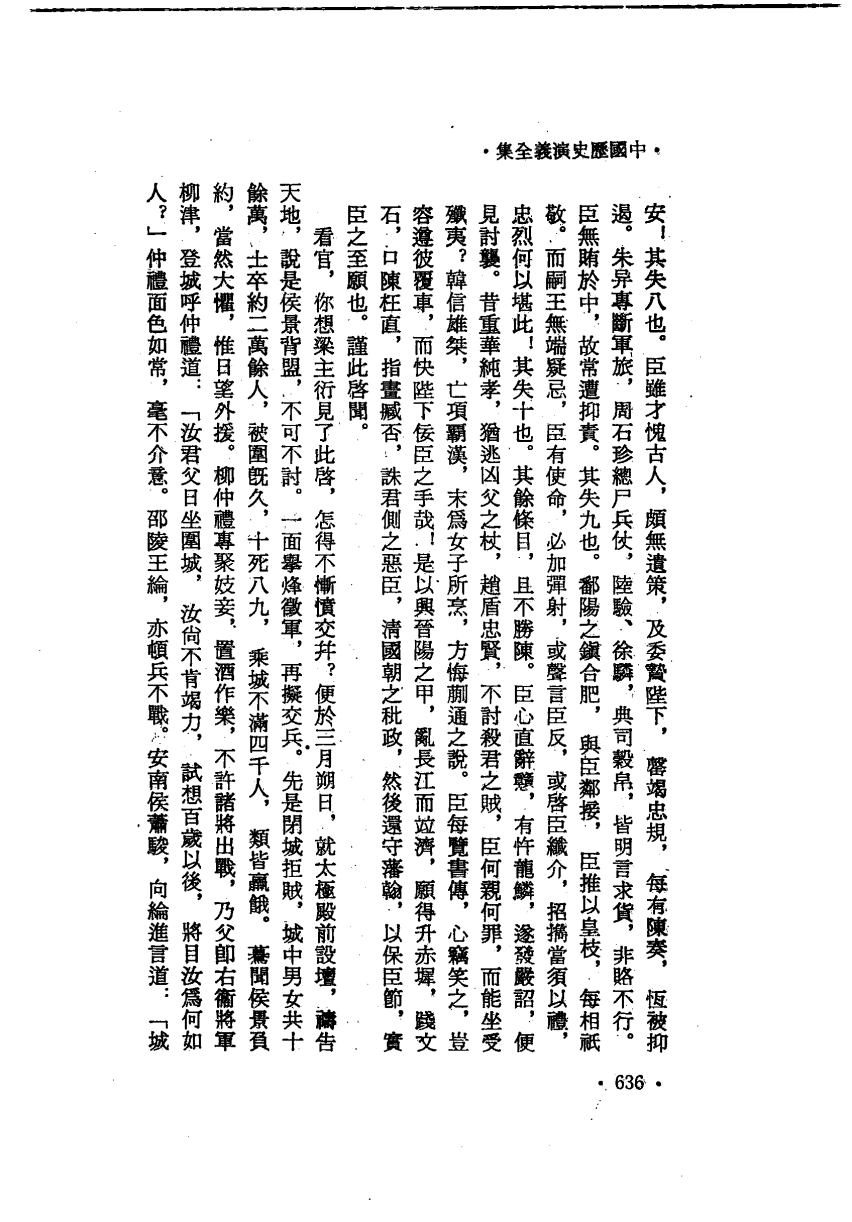 •中國歷史演義全集•
安！其失八也。臣雖才愧古人，頗無遺策，及委贄陛下，罄竭忠規，每有陳奏，恆被抑
遏。朱异專斷軍旅，周石珍總尸兵仗，陸驗、徐驎，典司穀帛，皆明言求貨，非賂不行。
臣無賄於中，故常遭抑責。其失九也。鄱陽之鎭合肥，與臣鄰接，臣推以皇枝，每相祇
敬。而嗣王無端疑忌，臣有使命，必加彈射，或聲言臣反，或啓臣纖介，招攜當須以禮，
忠烈何以堪此！其失十也。其餘條目，且不勝陳。臣心直辭戇，有忤龍鱗，遂發嚴詔，便
見討襲。昔重華純孝，猶逃凶父之杖，趙盾忠賢，不討殺君之賊，臣何親何罪，而能坐受
殲夷？韓信雄桀，亡項霸漢，末爲女子所烹，方悔蒯通之說。臣每覽書傳，心竊笑之，豈
容遵彼覆車，而快陛下佞臣之手哉！是以興晉陽之甲，亂長江而竝濟，願得升赤墀，踐文
石，口陳枉直，指畫臧否，誅君側之惡臣，清國朝之秕政，然後還守藩翰，以保臣節，實
臣之至願也。謹此啓聞。
看官，你想梁主衍見了此啓，怎得不慚憤交幷？便於三月朔日，就太極殿前設壇，禱告
天地，說是侯景背盟，不可不討。一面擧烽徵軍，再擬交兵。先是閉城拒賊，城中男女共十
餘萬，士卒約二萬餘人，被圍旣久，十死八九，乘城不滿四千人，類皆羸餓。驀聞侯景負
約，當然大懼，惟日望外援。柳仲禮專聚妓妾，置酒作樂，不許諸將出戰，乃父卽右衞將軍
柳津，登城呼仲禮道：「汝君父日坐圍城，汝尙不肯竭力，試想百歲以後，將目汝爲何如
人？」仲禮面色如常，毫不介意。邵陵王綸，亦頓兵不戰。安南侯蕭駿，向綸進言道：「城
•636•